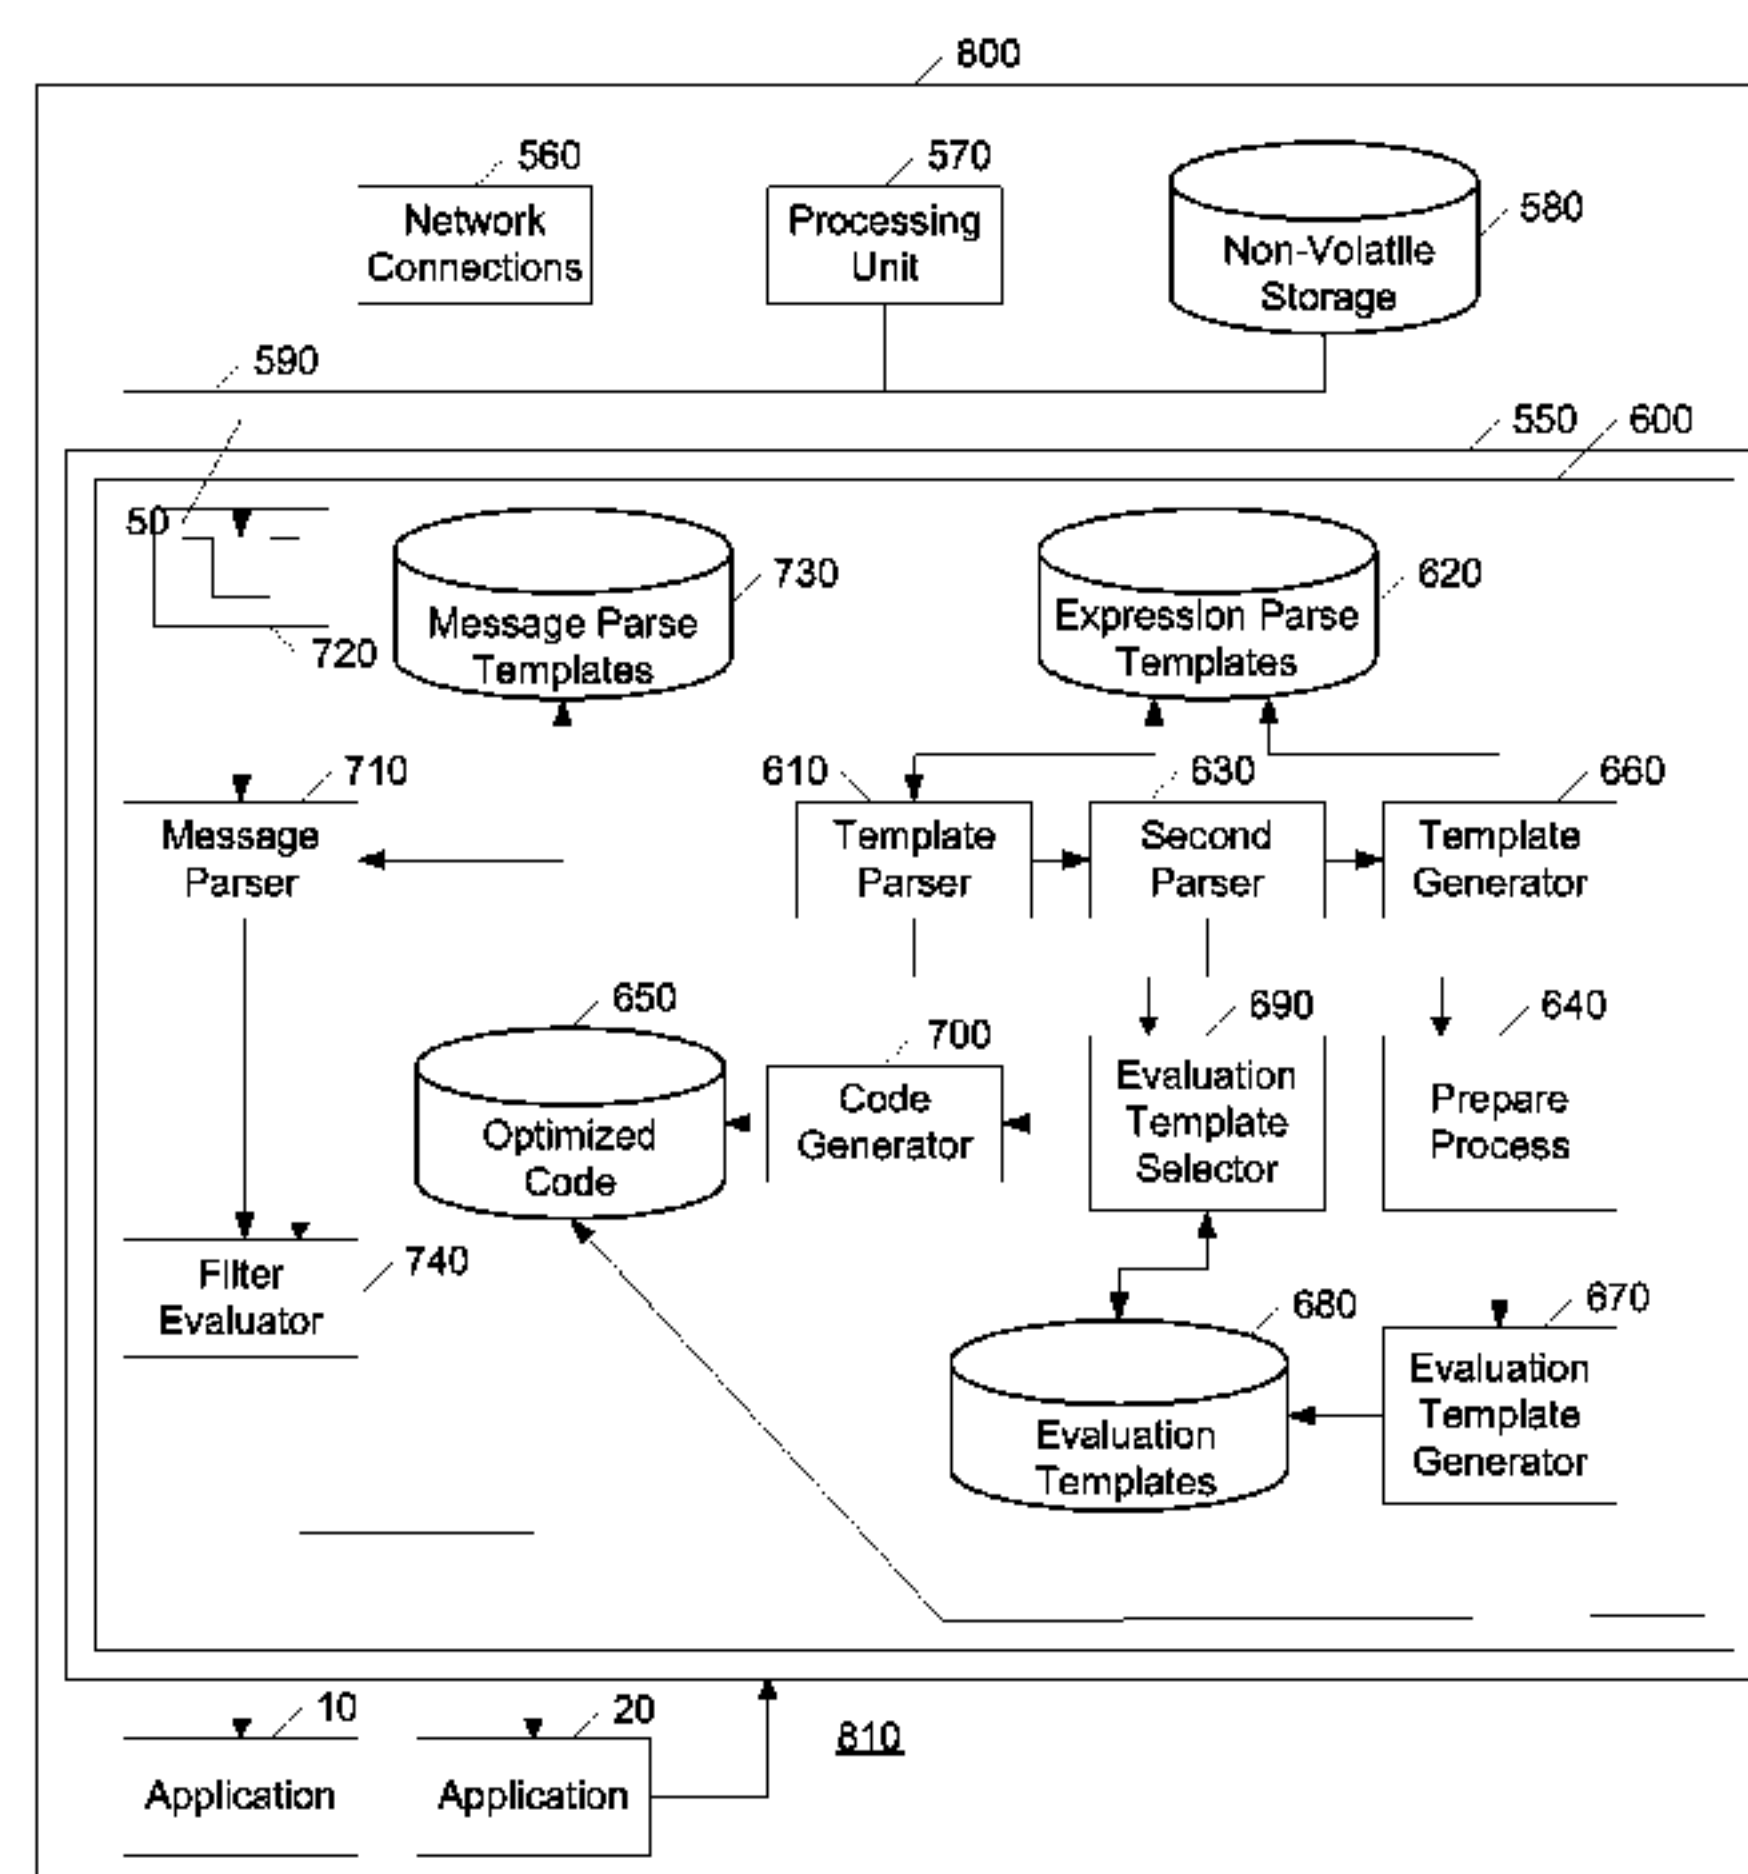 800
560
570
580
Network
Connections
Processing
Unit
Non-Volatile
Storage
590
550
600
50
720
730
Message Parse
Templates
620
Expression Parse
Templates
710
610
630
660
Message
Parser
Template
Parser
Second
Parser
Template
Generator
650
700
690
640
Optimized
Code
Code
Generator
Evaluation
Template
Selector
Prepare
Process
740
Filter
Evaluator
680
670
Evaluation
Templates
Evaluation
Template
Generator
10
20
810
Application
Application